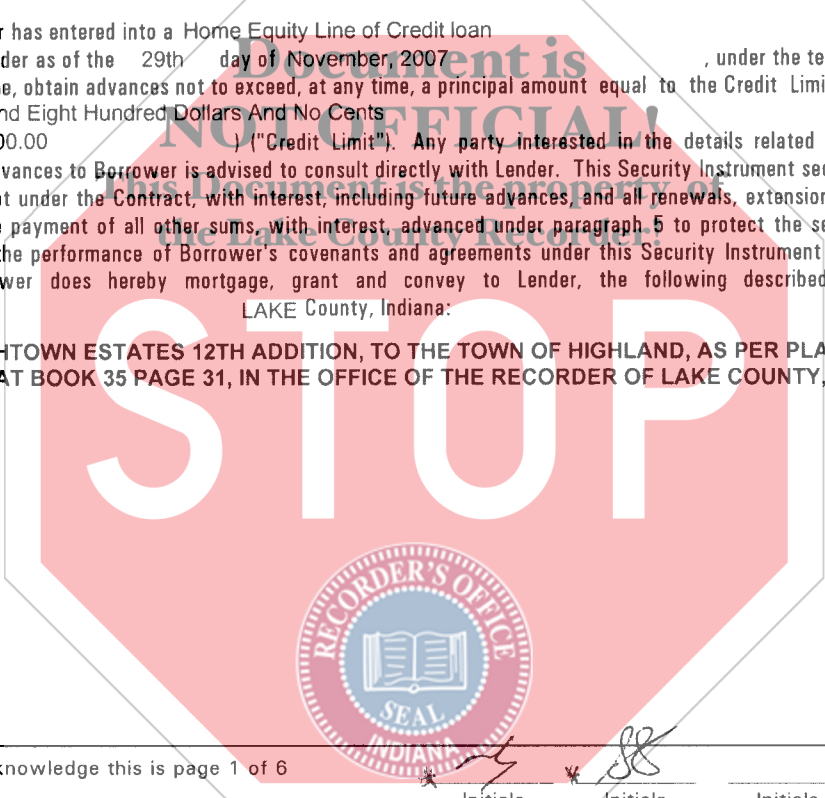 r has entered into a Home Equity Line of Credit loan
der as of the 29th day of November, 2007 , under the te
e, obtain advances not to exceed, at any time, a principal amount equal to the Credit Limi
nd Eight Hundred Dollars And No Cents
00.00 ) ("Credit Limit"). Any party interested in the details related
vances to Borrower is advised to consult directly with Lender. This Security Instrument sec
t under the Contract, with interest, including future advances, and all renewals, extension
e payment of all other sums, with interest, advanced under paragraph 5 to protect the se
the performance of Borrower's covenants and agreements under this Security Instrument
wer does hereby mortgage, grant and convey to Lender, the following described
LAKE County, Indiana:
HTOWN ESTATES 12TH ADDITION, TO THE TOWN OF HIGHLAND, AS PER PLA
AT BOOK 35 PAGE 31, IN THE OFFICE OF THE RECORDER OF LAKE COUNTY,
Document is
NOT OFFICIAL!
This Document is the property of
the Lake County Recorder!
STOP
RECORDER'S OFFICE
SEAL
INDIANA
knowledge this is page 1 of 6
Initials Initials Initials